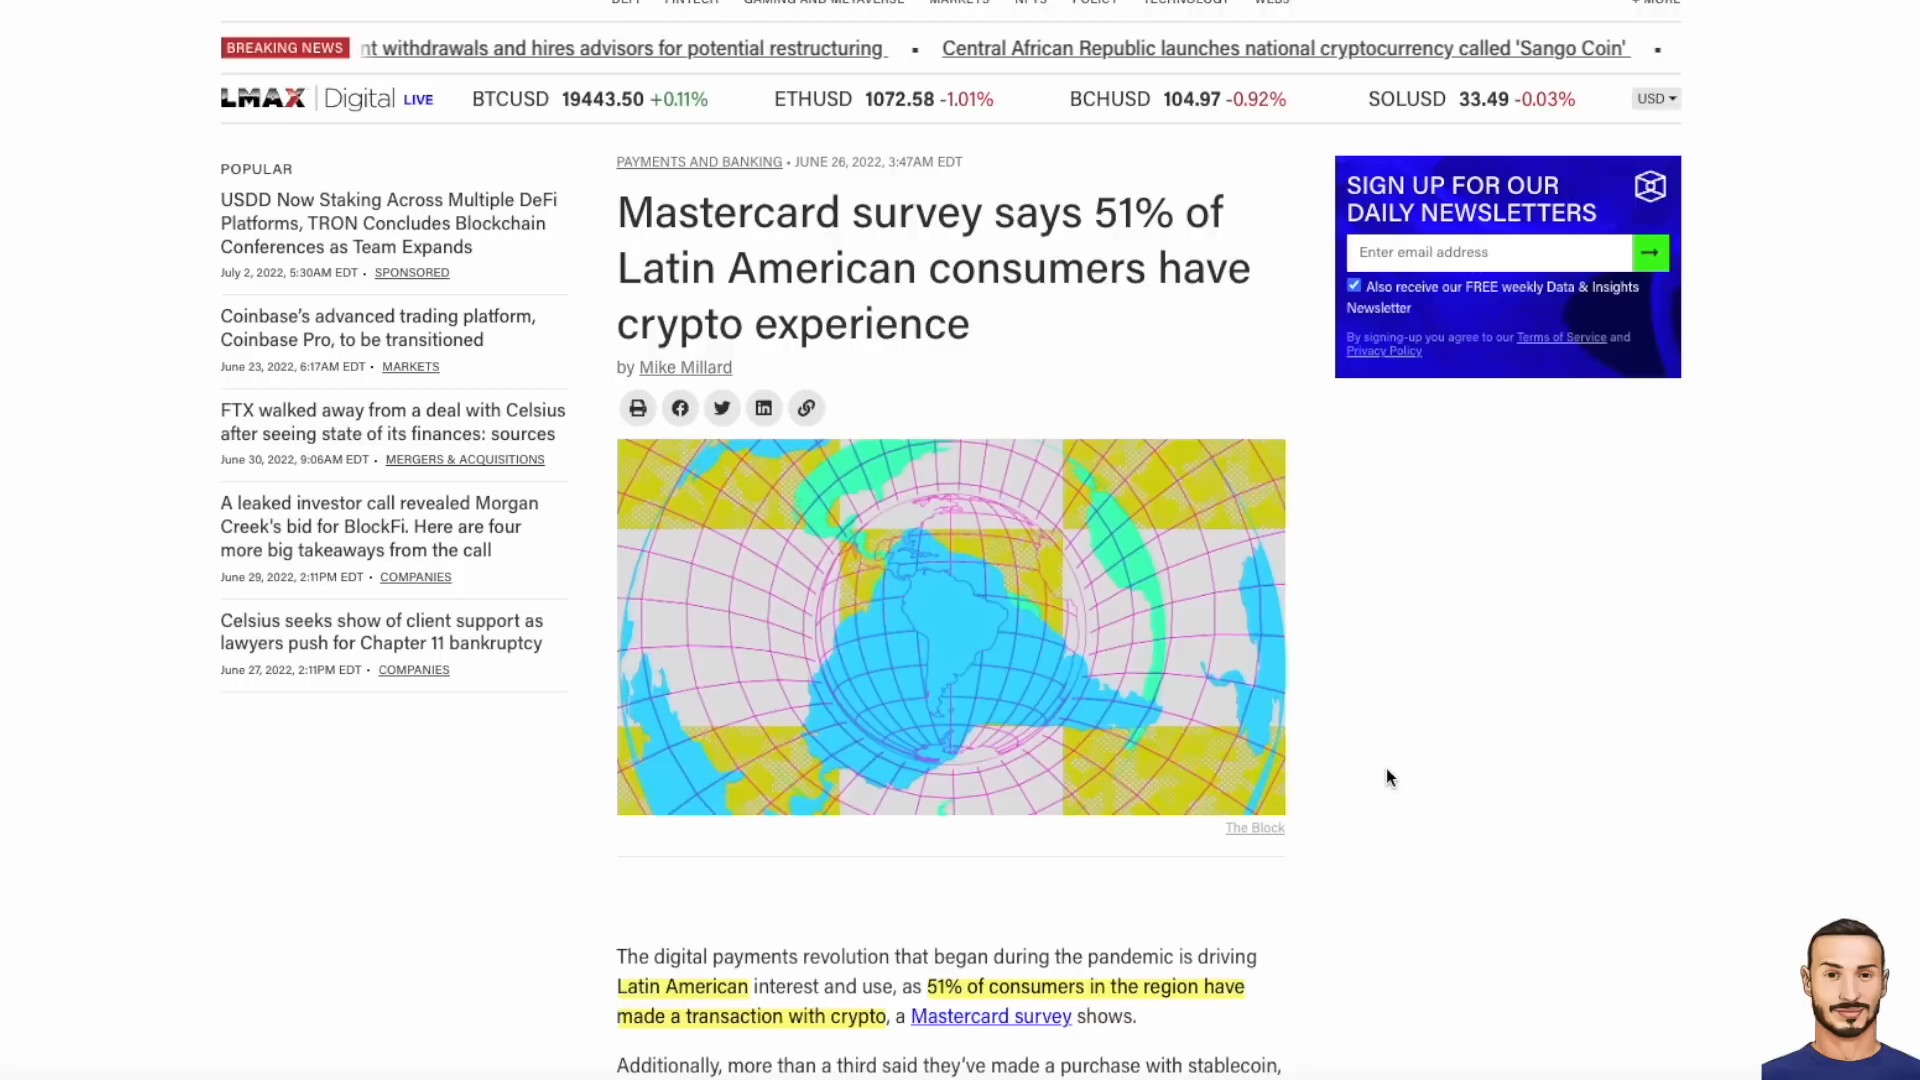 DEFI FINTECH GAMING AND METAVERSE MARKETS NFTS POLICY TECHNOLOGY WEB3 + MORE
BREAKING NEWS nt withdrawals and hires advisors for potential restructuring ▪ Central African Republic launches national cryptocurrency called 'Sango Coin' ▪
LMAX Digital LIVE BTCUSD 19443.50 +0.11% ETHUSD 1072.58 -1.01% BCHUSD 104.97 -0.92% SOLUSD 33.49 -0.03% USD
POPULAR
USDD Now Staking Across Multiple DeFi
Platforms, TRON Concludes Blockchain
Conferences as Team Expands
July 2, 2022, 5:30AM EDT • SPONSORED
Coinbase's advanced trading platform,
Coinbase Pro, to be transitioned
June 23, 2022, 6:17AM EDT • MARKETS
FTX walked away from a deal with Celsius
after seeing state of its finances: sources
June 30, 2022, 9:06AM EDT • MERGERS & ACQUISITIONS
A leaked investor call revealed Morgan
Creek's bid for BlockFi. Here are four
more big takeaways from the call
June 29, 2022, 2:11PM EDT • COMPANIES
Celsius seeks show of client support as
lawyers push for Chapter 11 bankruptcy
June 27, 2022, 2:11PM EDT • COMPANIES
PAYMENTS AND BANKING • JUNE 26, 2022, 3:47AM EDT
Mastercard survey says 51% of
Latin American consumers have
crypto experience
by Mike Millard
The Block
The digital payments revolution that began during the pandemic is driving
Latin American interest and use, as 51% of consumers in the region have
made a transaction with crypto, a Mastercard survey shows.
Additionally, more than a third said they've made a purchase with stablecoin,
SIGN UP FOR OUR
DAILY NEWSLETTERS
Enter email address →
Also receive our FREE weekly Data & Insights
Newsletter
By signing-up you agree to our Terms of Service and
Privacy Policy